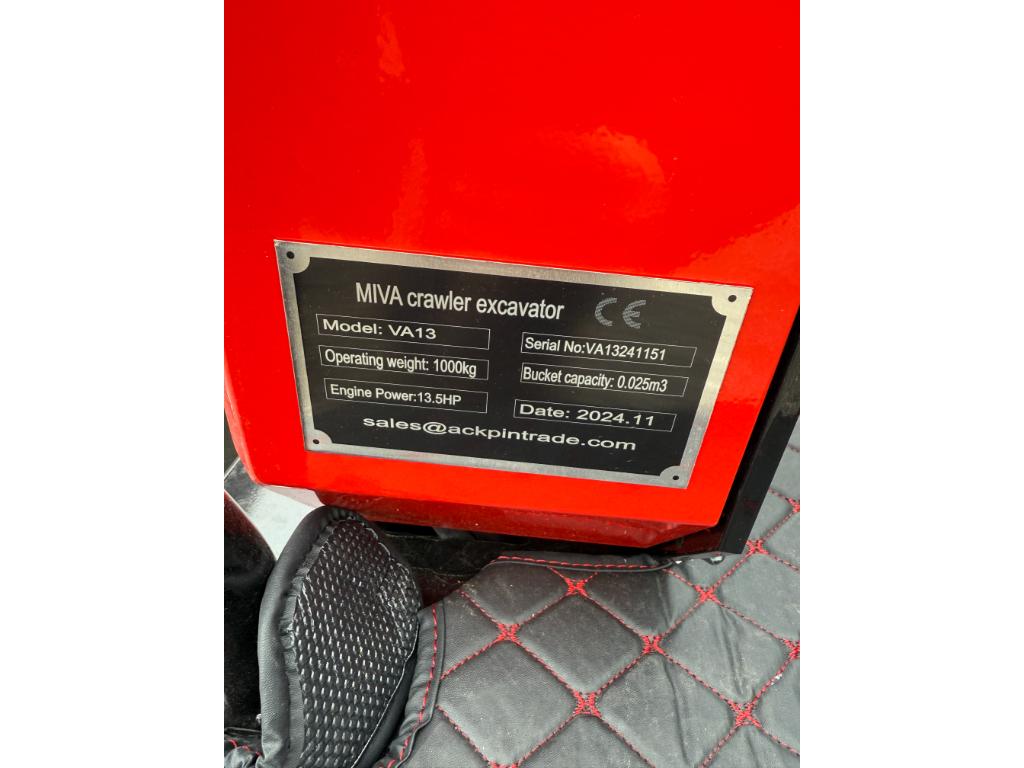 MIVA crawler excavator CE
Model: VA13
Serial No:VA13241151
Operating weight: 1000kg
Bucket capacity: 0.025m3
Engine Power:13.5HP
Date: 2024.11
sales@ackpintrade.com